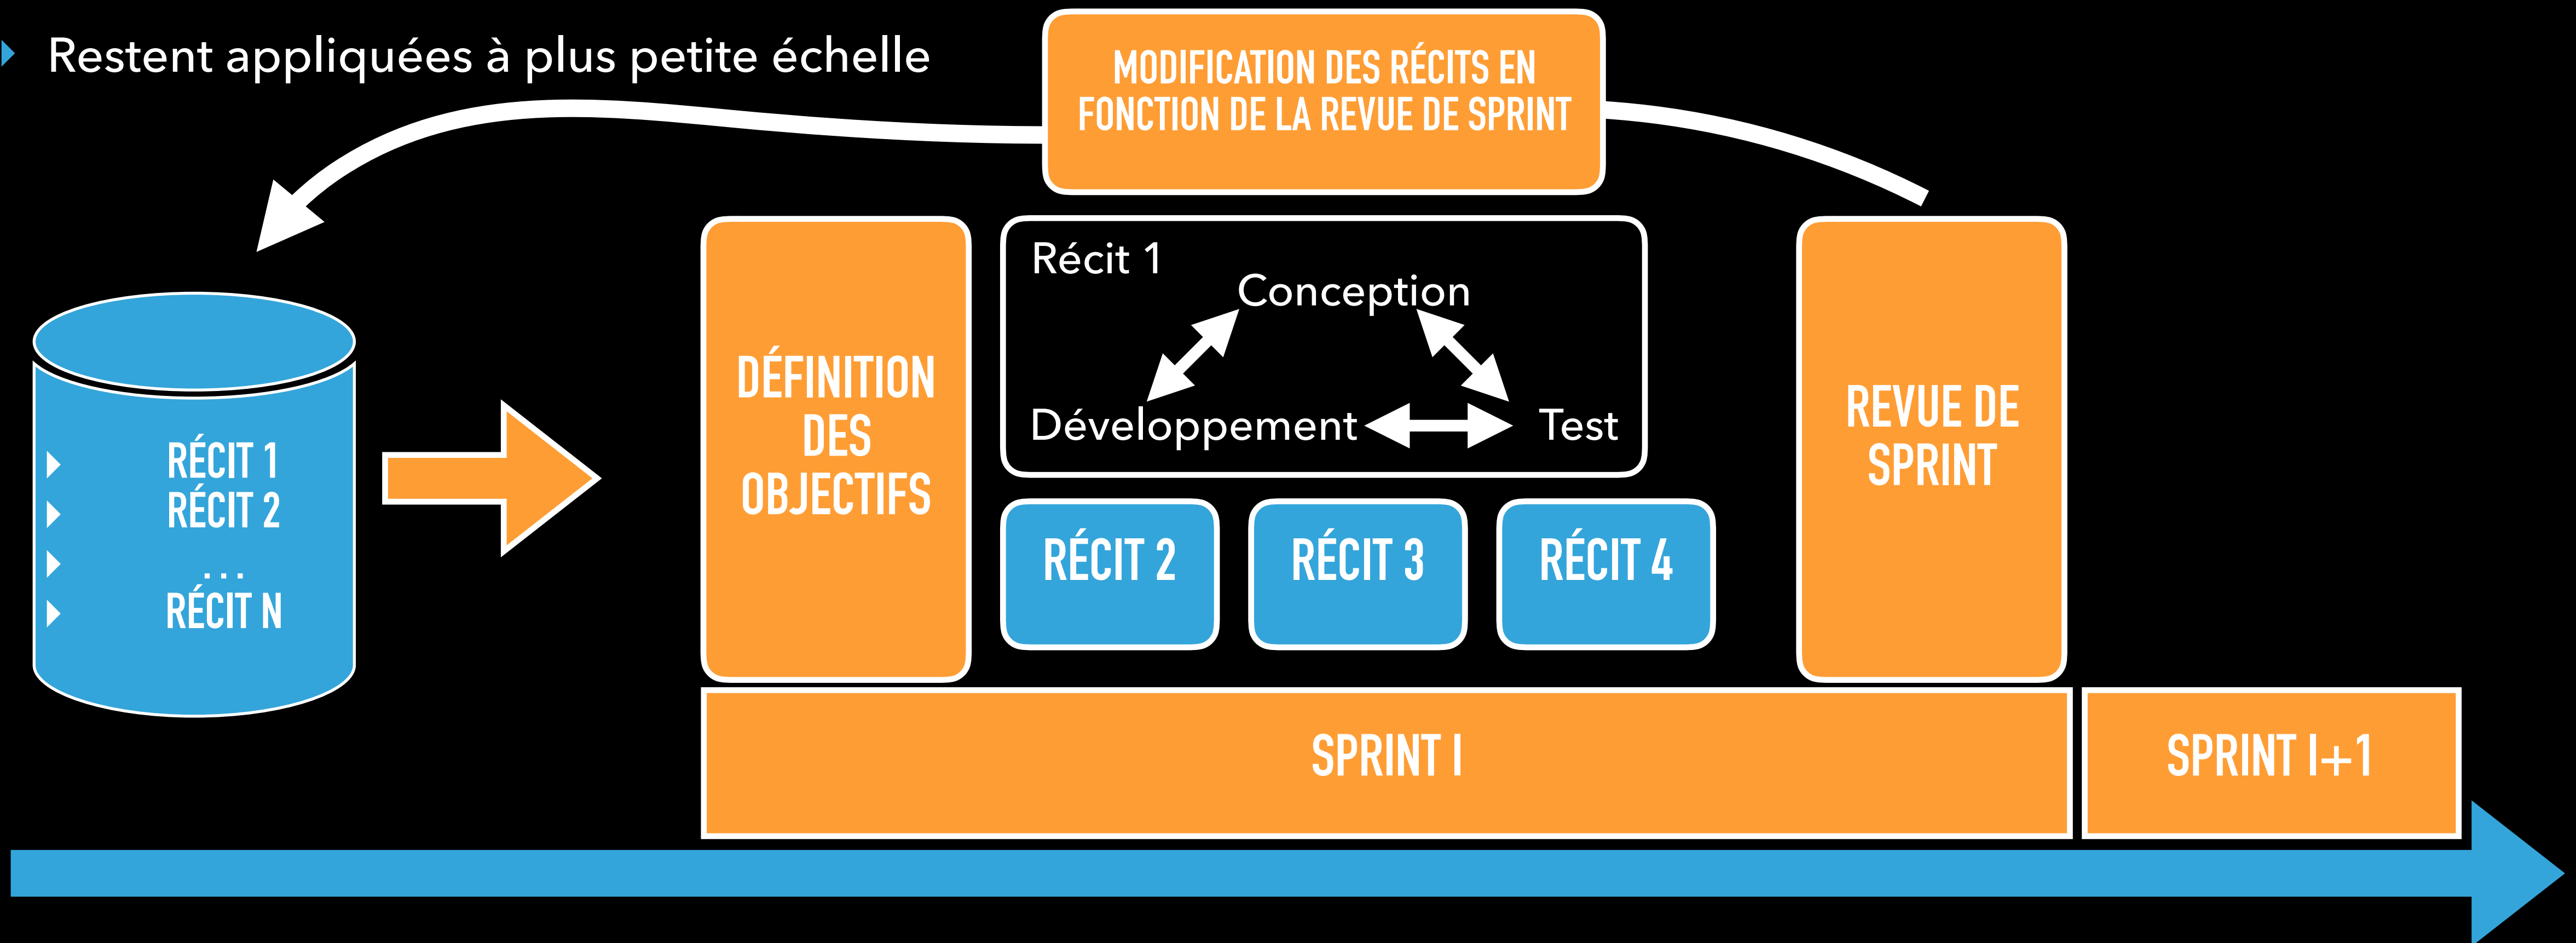 Restent appliquées à plus petite échelle
MODIFICATION DES RÉCITS EN
FONCTION DE LA REVUE DE SPRINT
RÉCIT 1
RÉCIT 2
...
RÉCIT N
DÉFINITION
DES
OBJECTIFS
Récit 1
Conception
Développement
Test
RÉCIT 2
RÉCIT 3
RÉCIT 4
REVUE DE
SPRINT
SPRINT I
SPRINT I+1